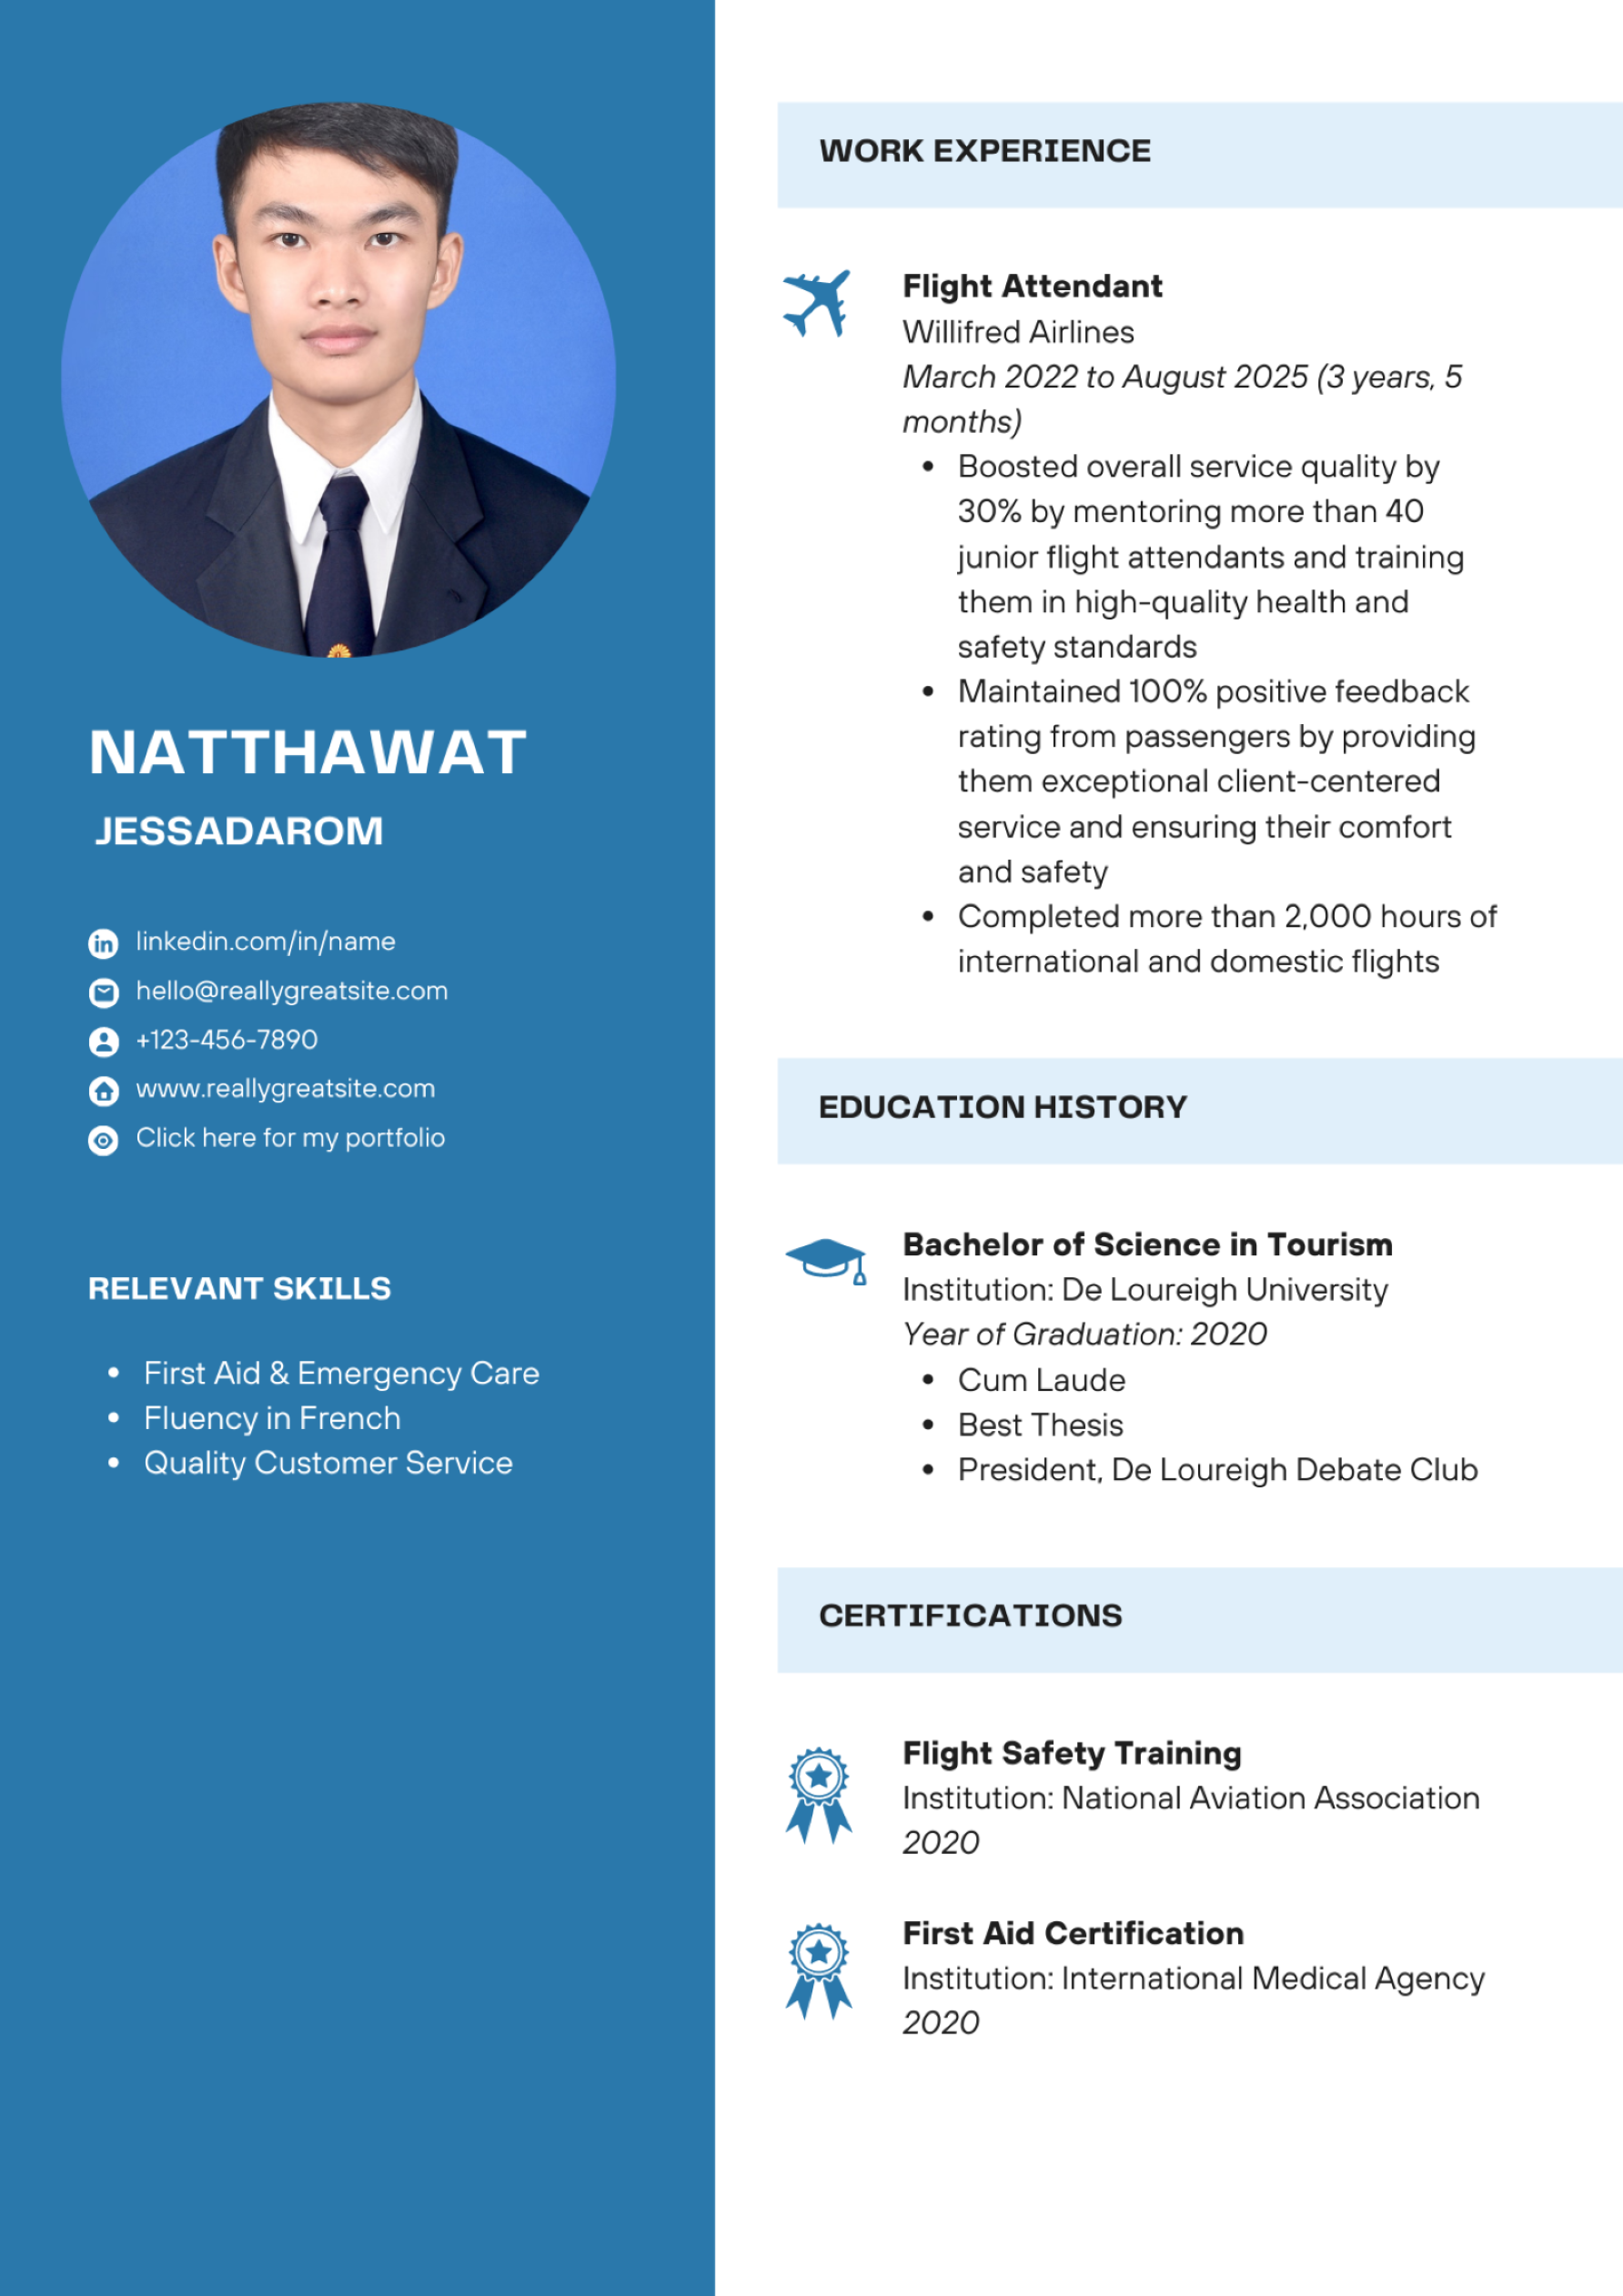 NATTHAWAT
JESSADAROM
linkedin.com/in/name
hello@reallygreatsite.com
+123-456-7890
www.reallygreatsite.com
Click here for my portfolio
RELEVANT SKILLS
• First Aid & Emergency Care
• Fluency in French
• Quality Customer Service
WORK EXPERIENCE
Flight Attendant
Willifred Airlines
March 2022 to August 2025 (3 years, 5
months)
• Boosted overall service quality by
30% by mentoring more than 40
junior flight attendants and training
them in high-quality health and
safety standards
• Maintained 100% positive feedback
rating from passengers by providing
them exceptional client-centered
service and ensuring their comfort
and safety
• Completed more than 2,000 hours of
international and domestic flights
EDUCATION HISTORY
Bachelor of Science in Tourism
Institution: De Loureigh University
Year of Graduation: 2020
• Cum Laude
• Best Thesis
• President, De Loureigh Debate Club
CERTIFICATIONS
Flight Safety Training
Institution: National Aviation Association
2020
First Aid Certification
Institution: International Medical Agency
2020